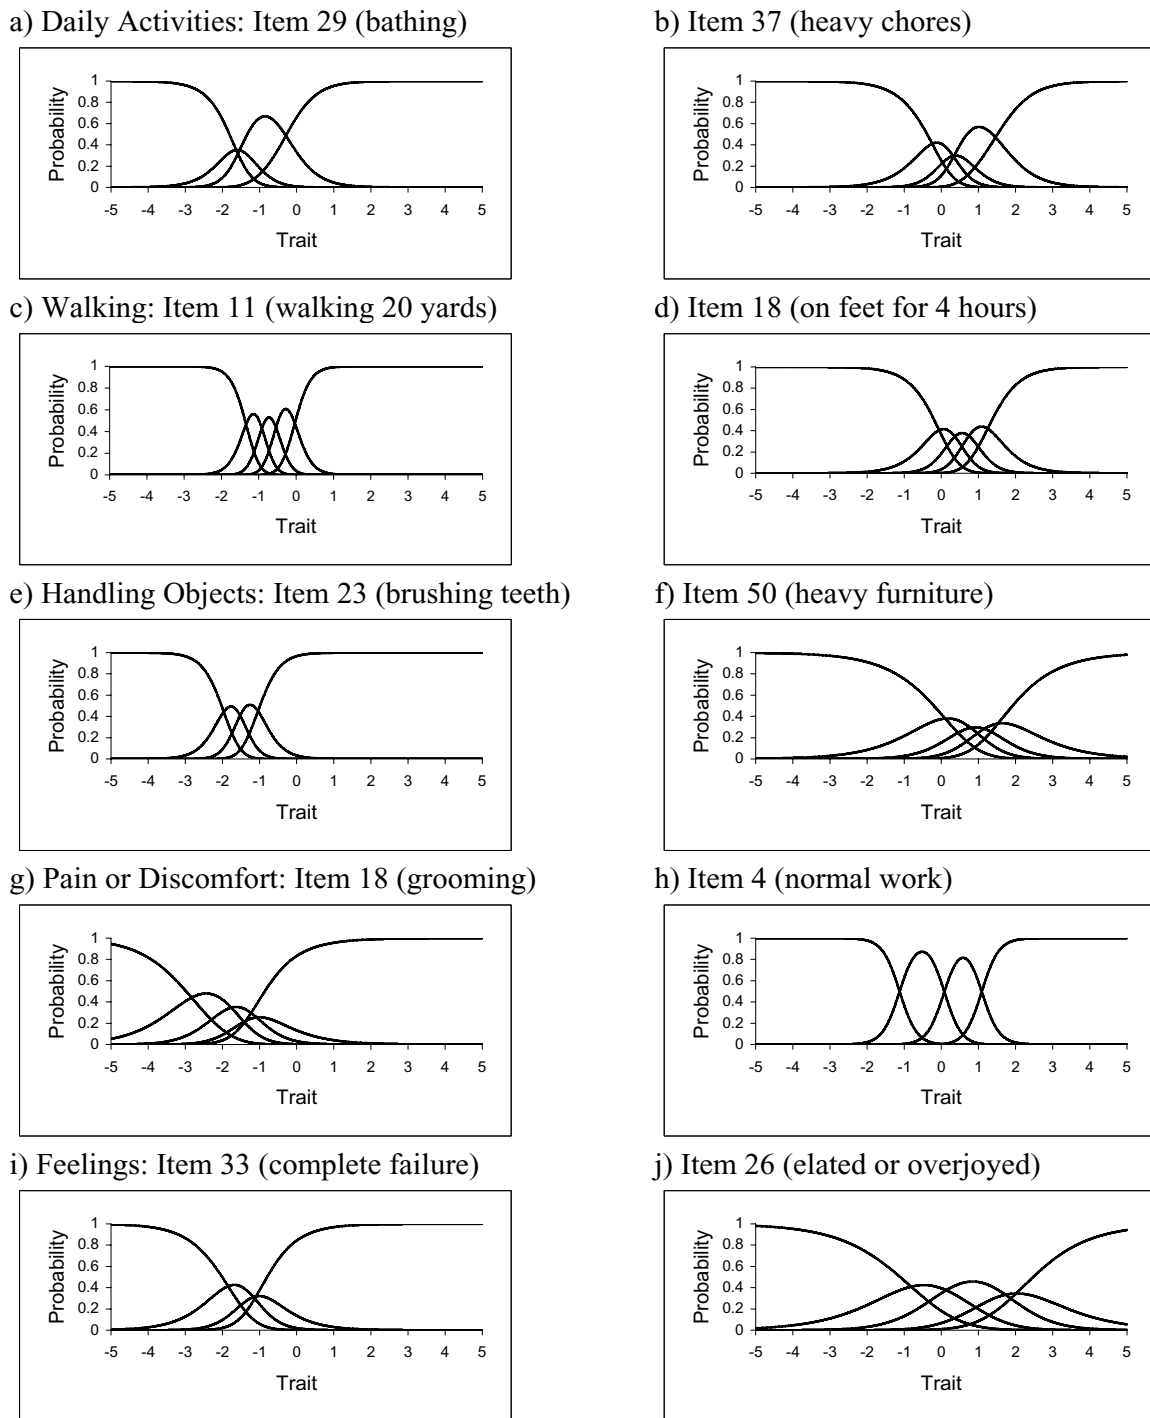 a) Daily Activities: Item 29 (bathing)
b) Item 37 (heavy chores)
Probability
1
0.8
0.6
0.4
0.2
0
-5 -4 -3 -2 -1 0 1 2 3 4 5
Trait
Probability
1
0.8
0.6
0.4
0.2
0
-5 -4 -3 -2 -1 0 1 2 3 4 5
Trait
c) Walking: Item 11 (walking 20 yards)
d) Item 18 (on feet for 4 hours)
Probability
1
0.8
0.6
0.4
0.2
0
-5 -4 -3 -2 -1 0 1 2 3 4 5
Trait
Probability
1
0.8
0.6
0.4
0.2
0
-5 -4 -3 -2 -1 0 1 2 3 4 5
Trait
e) Handling Objects: Item 23 (brushing teeth)
f) Item 50 (heavy furniture)
Probability
1
0.8
0.6
0.4
0.2
0
-5 -4 -3 -2 -1 0 1 2 3 4 5
Trait
Probability
1
0.8
0.6
0.4
0.2
0
-5 -4 -3 -2 -1 0 1 2 3 4 5
Trait
g) Pain or Discomfort: Item 18 (grooming)
h) Item 4 (normal work)
Probability
1
0.8
0.6
0.4
0.2
0
-5 -4 -3 -2 -1 0 1 2 3 4 5
Trait
Probability
1
0.8
0.6
0.4
0.2
0
-5 -4 -3 -2 -1 0 1 2 3 4 5
Trait
i) Feelings: Item 33 (complete failure)
j) Item 26 (elated or overjoyed)
Probability
1
0.8
0.6
0.4
0.2
0
-5 -4 -3 -2 -1 0 1 2 3 4 5
Trait
Probability
1
0.8
0.6
0.4
0.2
0
-5 -4 -3 -2 -1 0 1 2 3 4 5
Trait